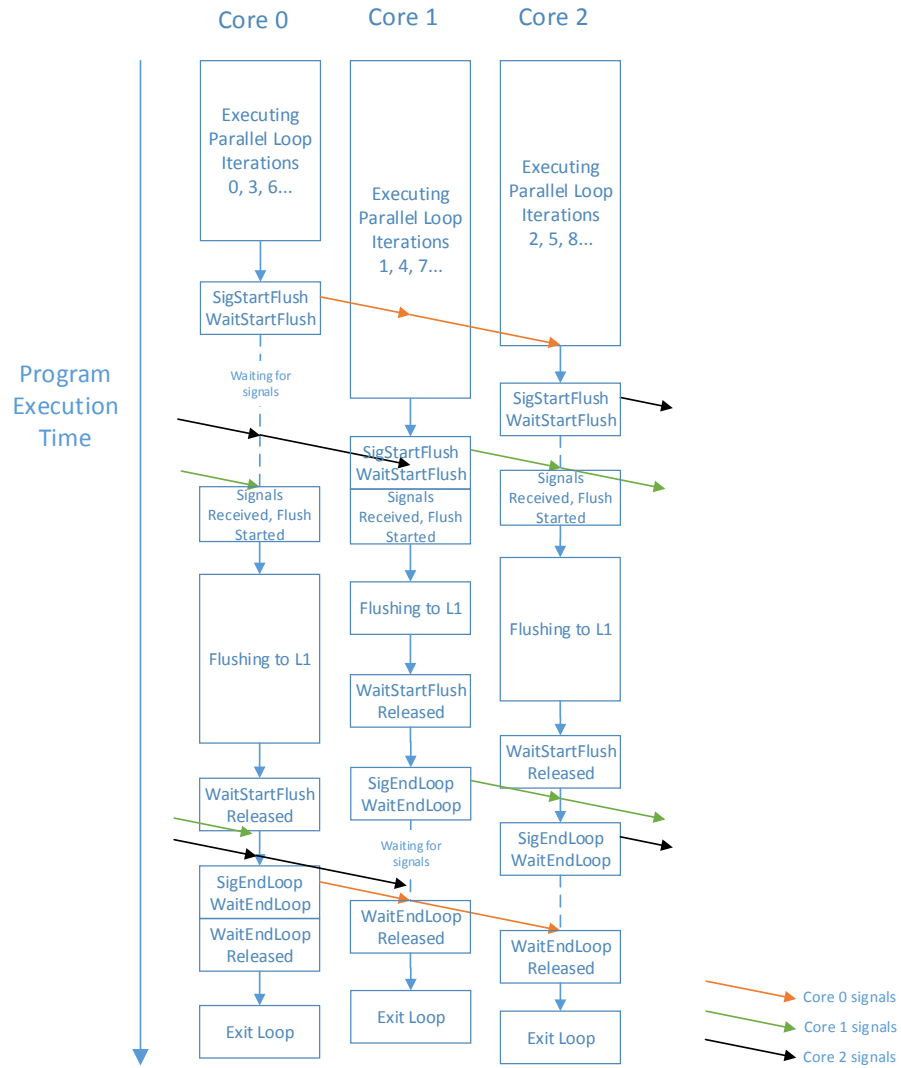 Core 0
Core 1
Core 2
Program
Execution
Time
Executing
Parallel Loop
Iterations
0, 3, 6...
SigStartFlush
WaitStartFlush
Waiting for
signals
Signals
Received, Flush
Started
Flushing to L1
WaitStartFlush
Released
SigEndLoop
WaitEndLoop
WaitEndLoop
Released
Exit Loop
Executing
Parallel Loop
Iterations
1, 4, 7...
SigStartFlush
WaitStartFlush
Signals
Received, Flush
Started
Flushing to L1
WaitStartFlush
Released
SigEndLoop
WaitEndLoop
Waiting for
signals
WaitEndLoop
Released
Exit Loop
Executing
Parallel Loop
Iterations
2, 5, 8...
SigStartFlush
WaitStartFlush
Signals
Received, Flush
Started
Flushing to L1
WaitStartFlush
Released
SigEndLoop
WaitEndLoop
WaitEndLoop
Released
Exit Loop
Core 0 signals
Core 1 signals
Core 2 signals